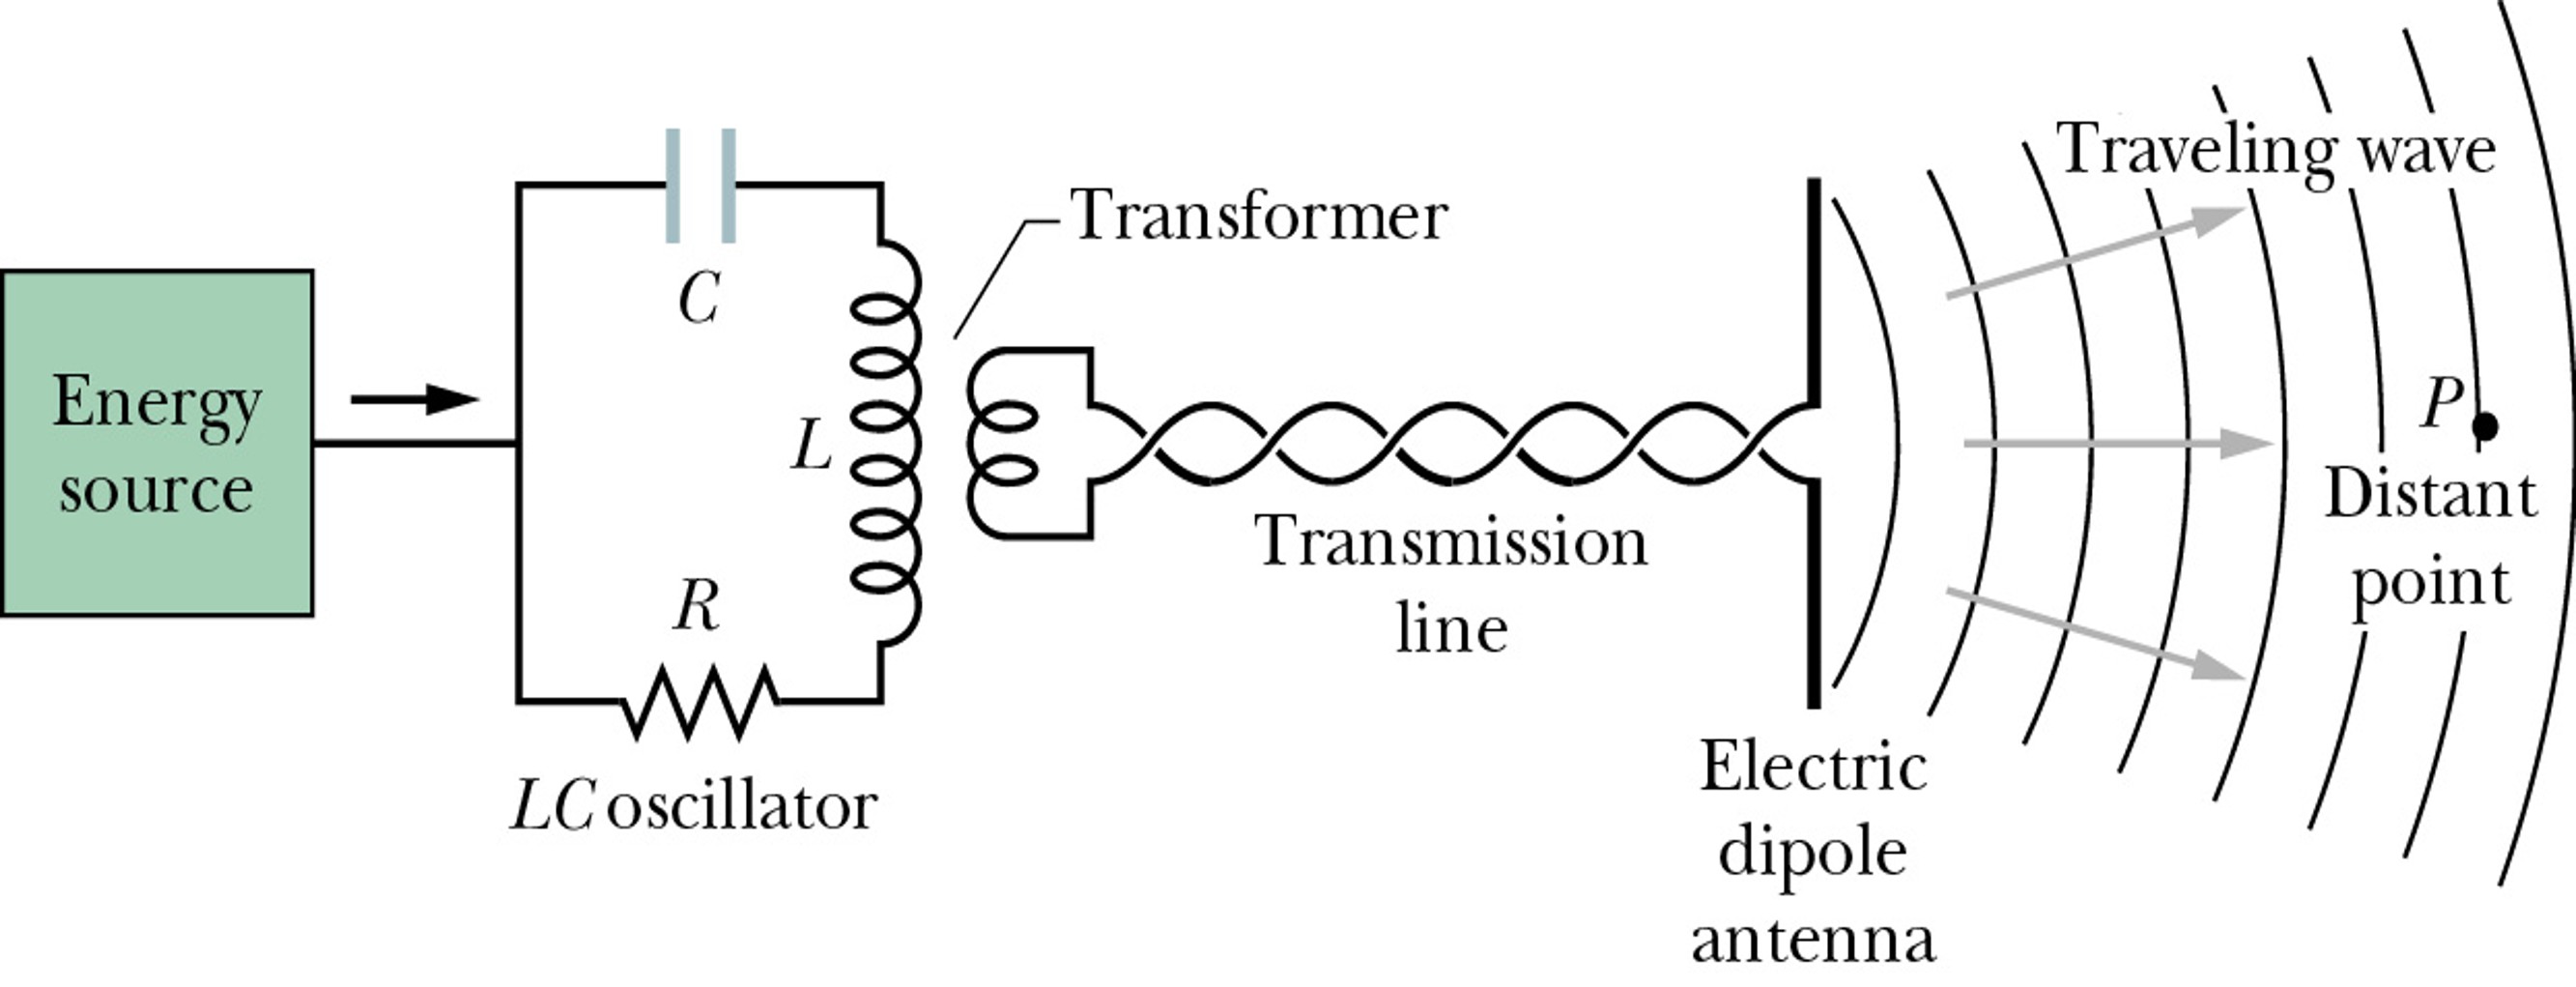 Energy
source
C
L
R
LC oscillator
Transformer
Transmission
line
Electric
dipole
antenna
Traveling wave
P
Distant
point